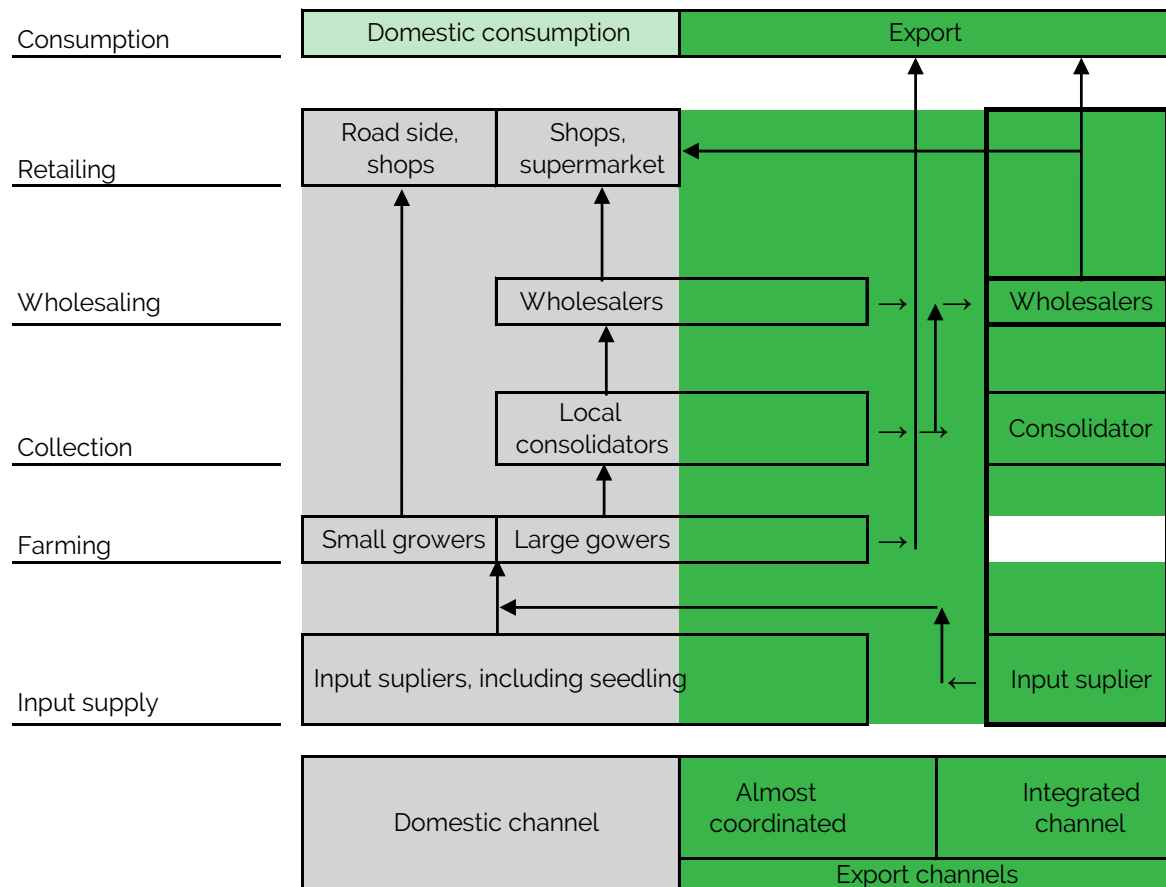 Consumption
Domestic consumption
Export
Retailing
Road side,
shops
Shops,
supermarket
Wholesaling
Wholesalers
→
→
Wholesalers
Collection
Local
consolidators
→
→
Consolidator
Farming
Small growers
Large gowers
→
Input supply
Input supliers, including seedling
←
Input suplier
Domestic channel
Almost
coordinated
Integrated
channel
Export channels